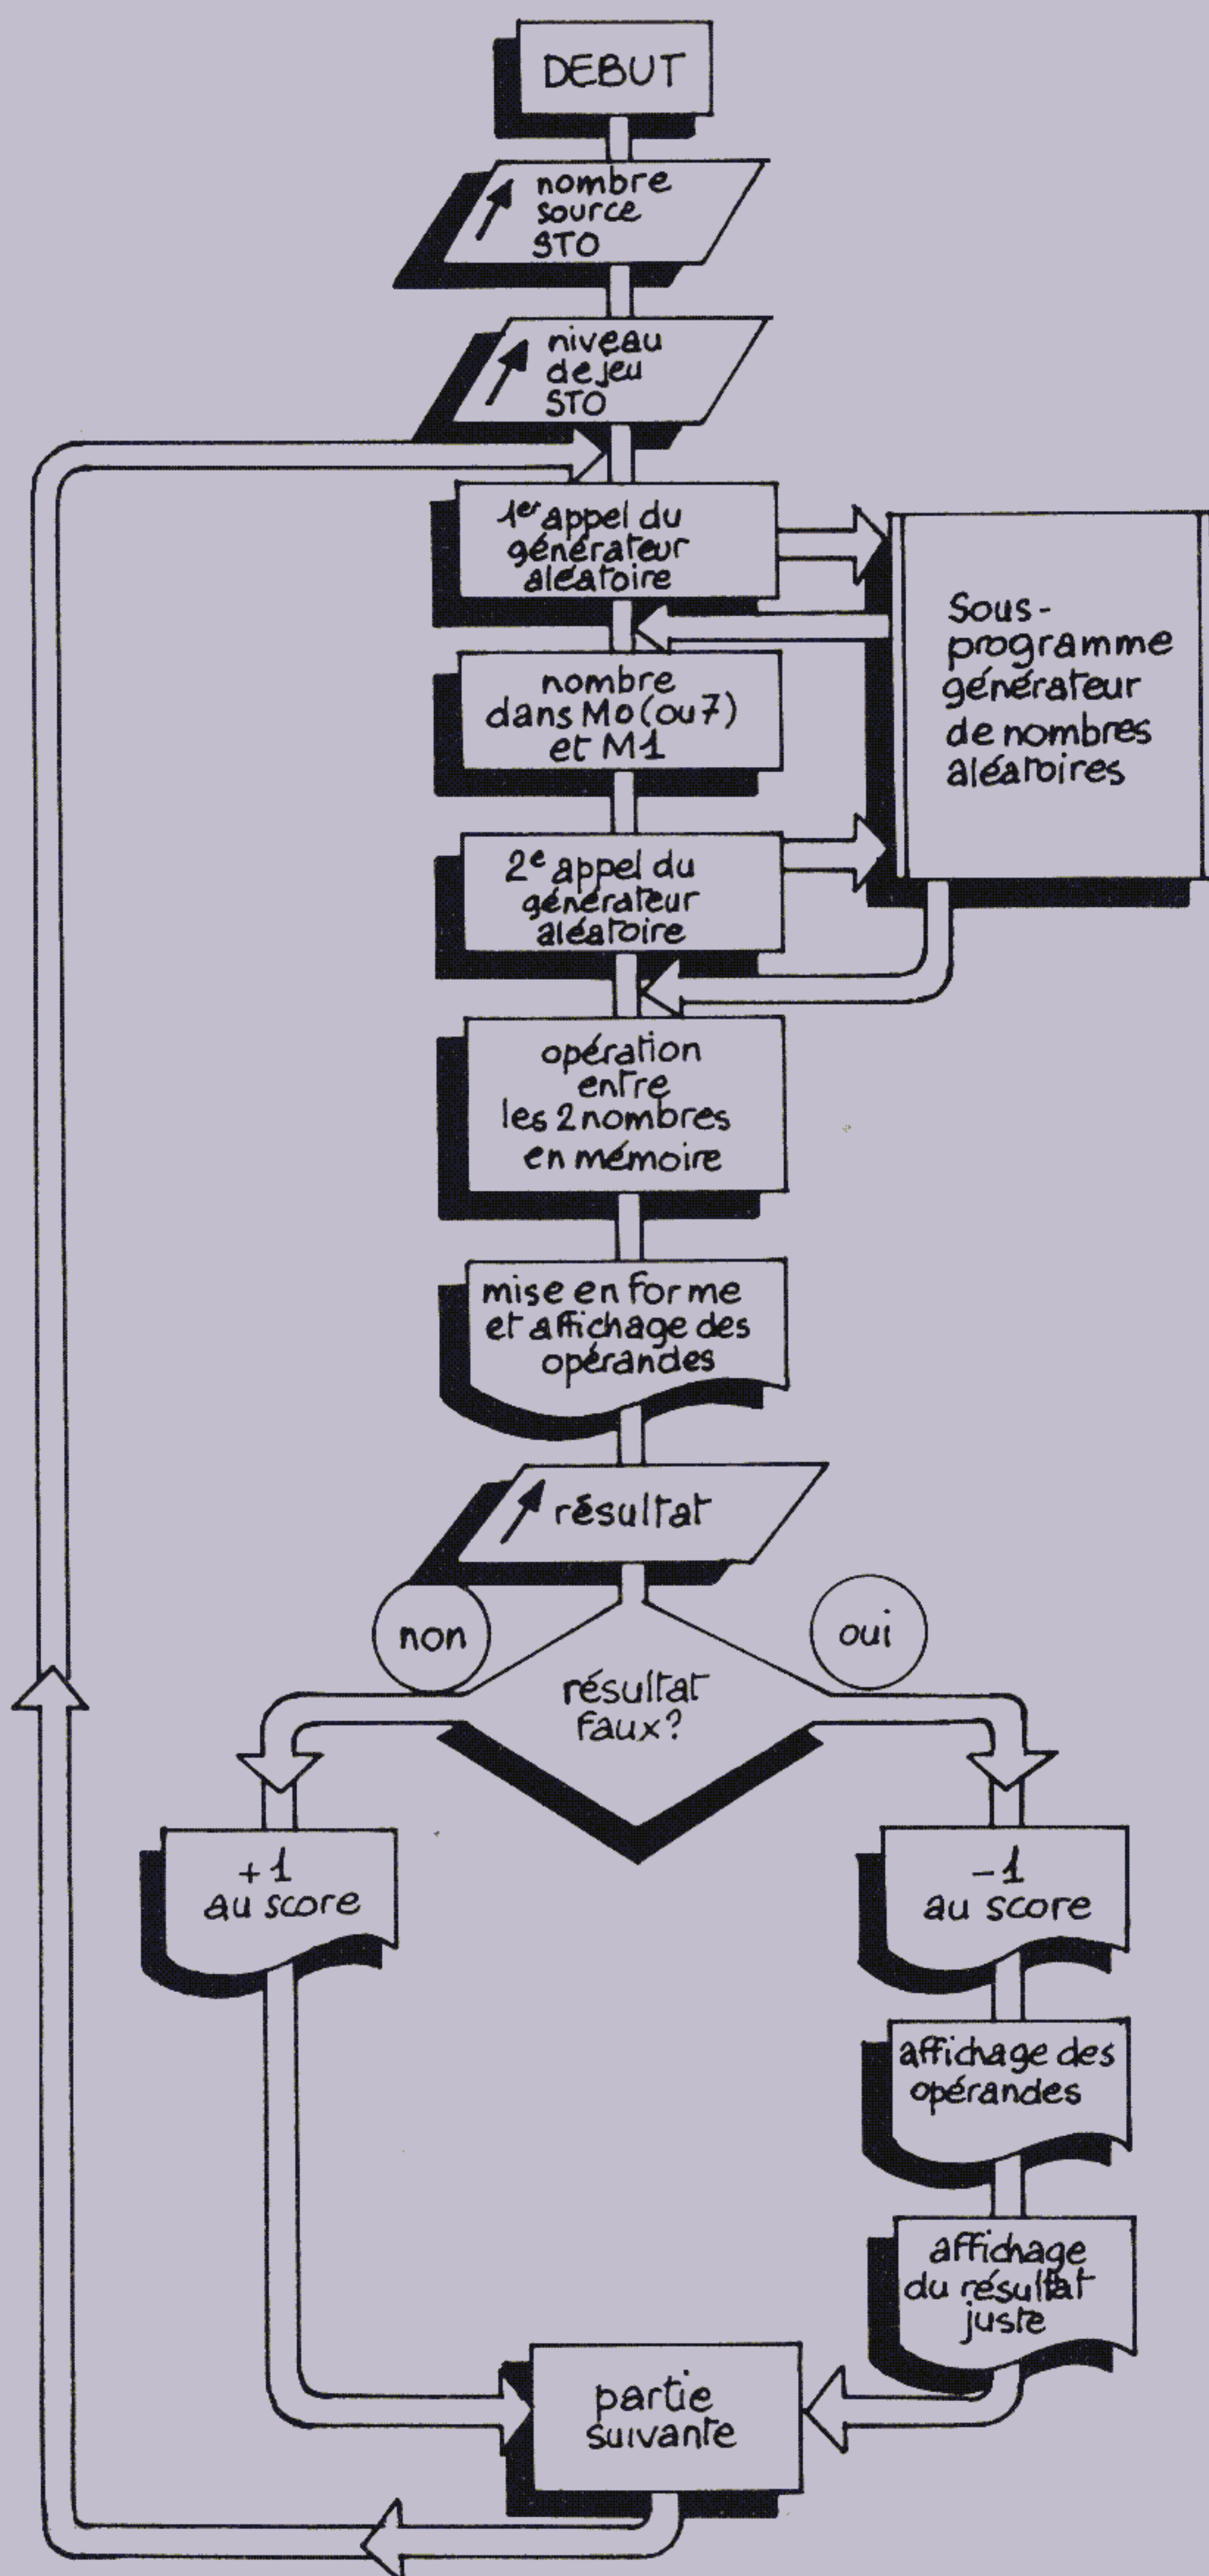 DEBUT
nombre
source
STO
niveau
de jeu
STO
1er appel du
générateur
aléatoire
Sous-
programme
générateur
de nombres
aléatoires
nombre
dans M0 (ou 7)
et M1
2e appel du
générateur
aléatoire
opération
entre
les 2 nombres
en mémoire
mise en forme
et affichage des
opérandes
résultat
non
oui
résultat
faux?
+1
au score
-1
au score
affichage des
opérandes
affichage
du résultat
juste
partie
suivante